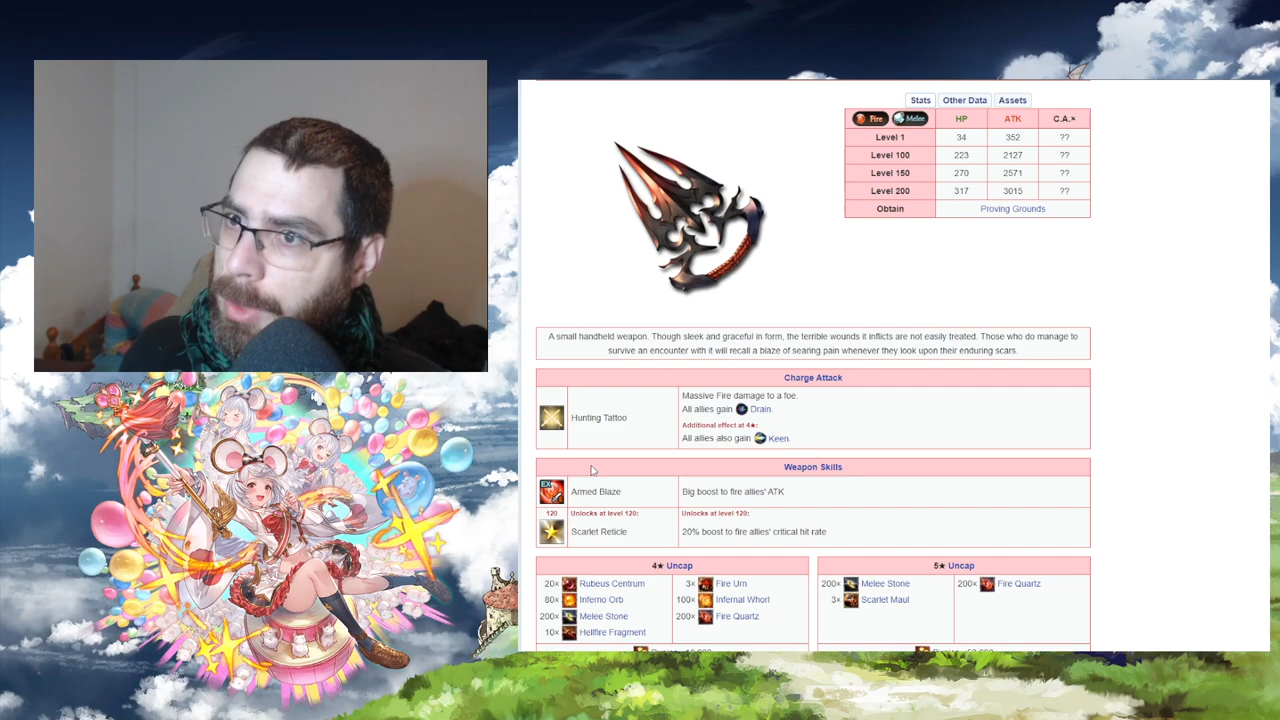 Stats Other Data Assets
Fire Melee HP ATK C.A.×
Level 1 34 352 ??
Level 100 223 2127 ??
Level 150 270 2571 ??
Level 200 317 3015 ??
Obtain Proving Grounds
A small handheld weapon. Though sleek and graceful in form, the terrible wounds it inflicts are not easily treated. Those who do manage to
survive an encounter with it will recall a blaze of searing pain whenever they look upon their enduring scars.
Charge Attack
Hunting Tattoo
Massive Fire damage to a foe.
All allies gain Drain.
Additional effect at 4★:
All allies also gain Keen.
Weapon Skills
EX Armed Blaze Big boost to fire allies' ATK
120 Unlocks at level 120: Unlocks at level 120:
Scarlet Reticle 20% boost to fire allies' critical hit rate
4★ Uncap
20× Rubeus Centrum 3× Fire Urn
80× Inferno Orb 100× Infernal Whorl
200× Melee Stone 200× Fire Quartz
10× Hellfire Fragment
5★ Uncap
200× Melee Stone 200× Fire Quartz
3× Scarlet Maul